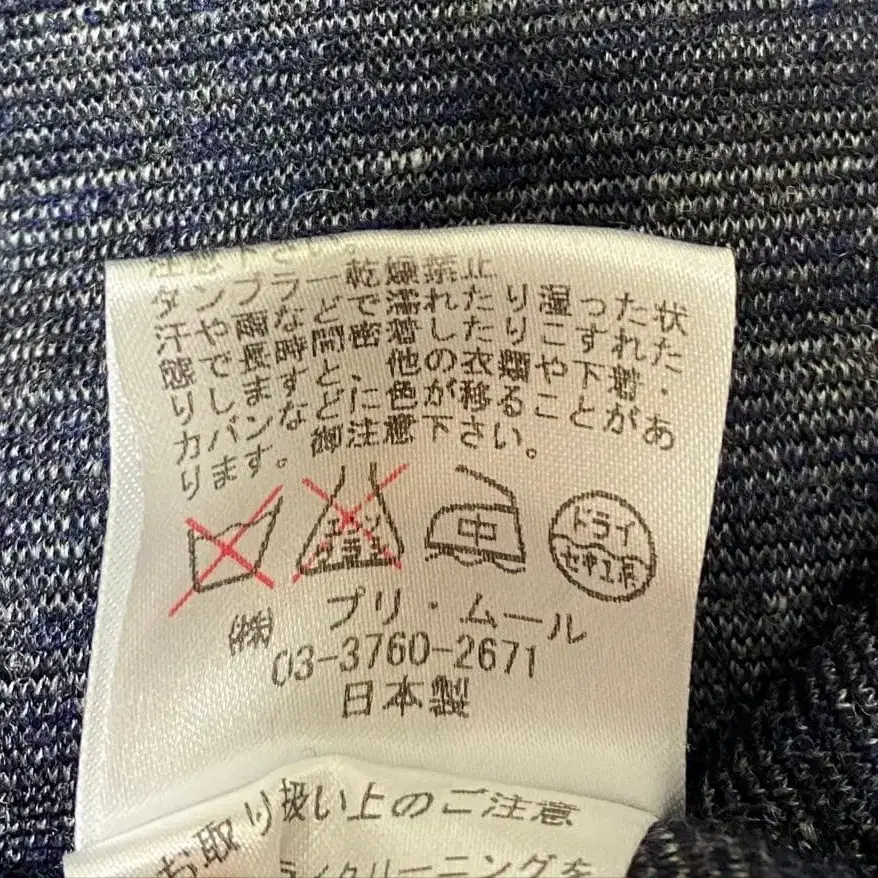 注意下さい。
タンブラー乾燥禁止
汗や雨などで濡れたり湿った状
態で長時間密着したりこすれた
りしますと、他の衣類や下着・
カバンなどに色が移ることがあ
ります。御注意下さい。
エンソ
サラシ
中
ドライ
セキユ系
㈱ プリ・ムール
03-3760-2671
日本製
お取り扱い上のご注意
ライクリーニングを